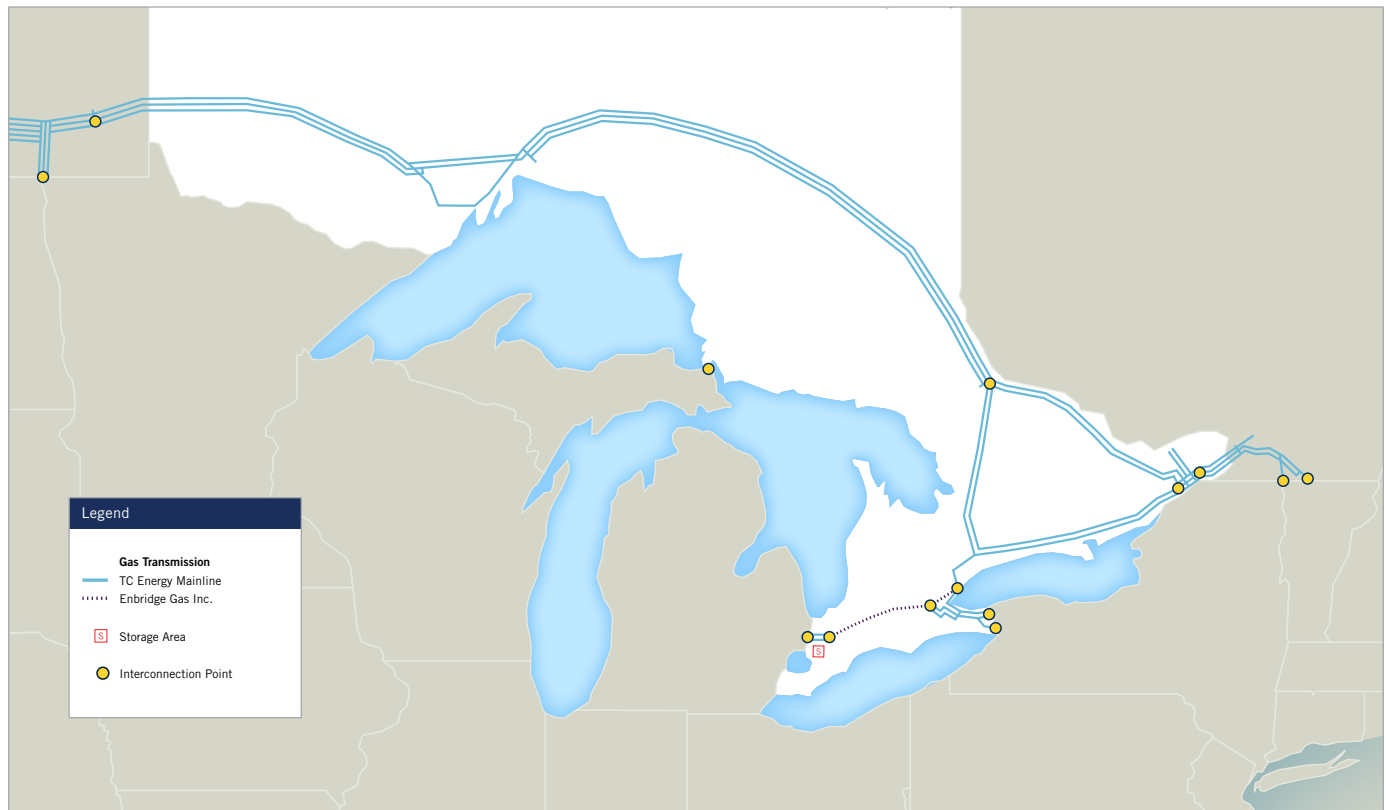 Legend
Gas Transmission
TC Energy Mainline
Enbridge Gas Inc.
S Storage Area
Interconnection Point
S